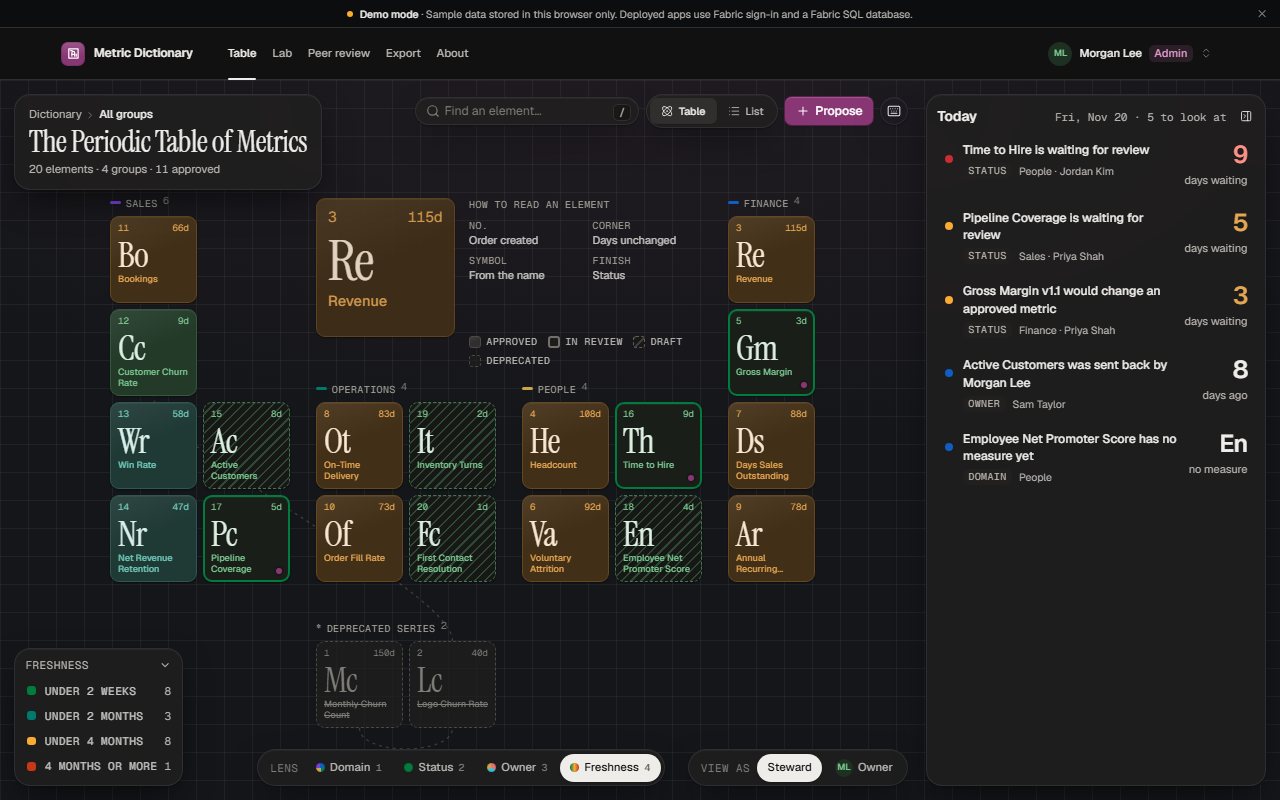 Demo mode · Sample data stored in this browser only. Deployed apps use Fabric sign-in and a Fabric SQL database.
Metric Dictionary
Table
Lab
Peer review
Export
About
ML Morgan Lee Admin
Dictionary › All groups
The Periodic Table of Metrics
20 elements · 4 groups · 11 approved
Find an element… /
Table
List
+ Propose
SALES 6
11 66d
Bo
Bookings
12 9d
Cc
Customer Churn
Rate
13 58d
Wr
Win Rate
15 8d
Ac
Active
Customers
14 47d
Nr
Net Revenue
Retention
17 5d
Pc
Pipeline
Coverage
3 115d
Re
Revenue
HOW TO READ AN ELEMENT
NO.
Order created
CORNER
Days unchanged
SYMBOL
From the name
FINISH
Status
APPROVED
IN REVIEW
DRAFT
DEPRECATED
OPERATIONS 4
8 83d
Ot
On-Time
Delivery
19 2d
It
Inventory Turns
10 73d
Of
Order Fill Rate
20 1d
Fc
First Contact
Resolution
PEOPLE 4
4 108d
He
Headcount
16 9d
Th
Time to Hire
6 92d
Va
Voluntary
Attrition
18 4d
En
Employee Net
Promoter Score
FINANCE 4
3 115d
Re
Revenue
5 3d
Gm
Gross Margin
7 88d
Ds
Days Sales
Outstanding
9 78d
Ar
Annual
Recurring…
* DEPRECATED SERIES 2
1 150d
Mc
Monthly Churn
Count
2 40d
Lc
Logo Churn Rate
FRESHNESS
UNDER 2 WEEKS 8
UNDER 2 MONTHS 3
UNDER 4 MONTHS 8
4 MONTHS OR MORE 1
LENS
Domain 1
Status 2
Owner 3
Freshness 4
VIEW AS
Steward
ML Owner
Today
Fri, Nov 20 · 5 to look at
Time to Hire is waiting for review
STATUS People · Jordan Kim
9
days waiting
Pipeline Coverage is waiting for
review
STATUS Sales · Priya Shah
5
days waiting
Gross Margin v1.1 would change an
approved metric
STATUS Finance · Priya Shah
3
days waiting
Active Customers was sent back by
Morgan Lee
OWNER Sam Taylor
8
days ago
Employee Net Promoter Score has no
measure yet
DOMAIN People
En
no measure